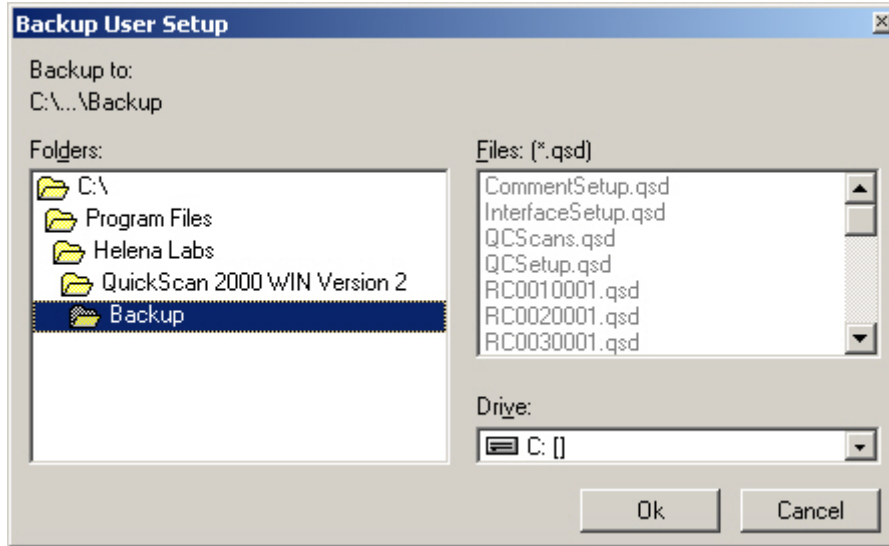 Backup User Setup
Backup to:
C:\...\Backup
Folders:
C:\
Program Files
Helena Labs
QuickScan 2000 WIN Version 2
Backup
Files: (*.qsd)
CommentSetup.qsd
InterfaceSetup.qsd
QCScans.qsd
QCSetup.qsd
RC0010001.qsd
RC0020001.qsd
RC0030001.qsd
Drive:
C: []
Ok
Cancel